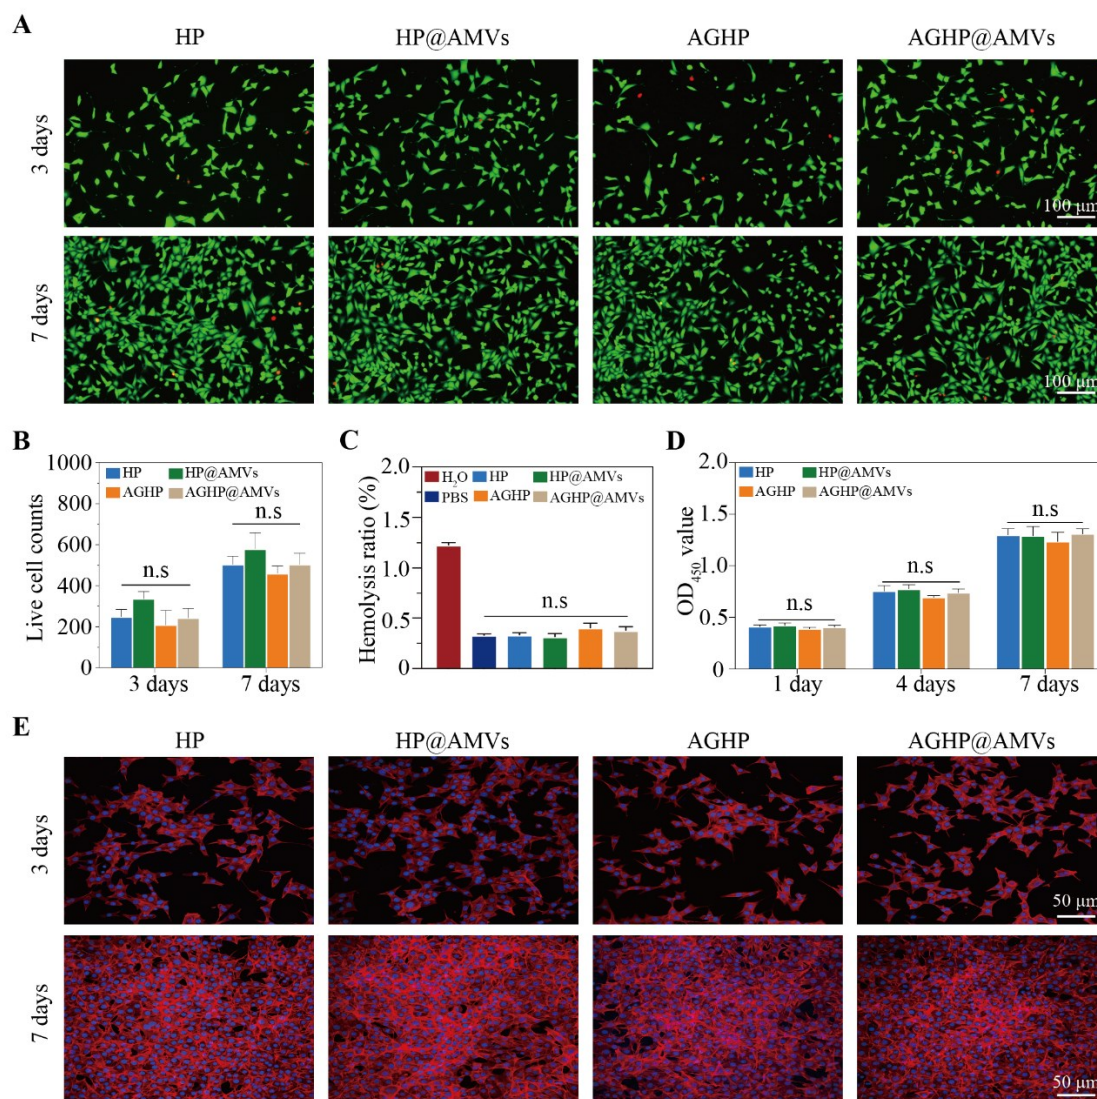 A
HP HP@AMVs AGHP AGHP@AMVs
3 days
100 μm
7 days
100 μm
B
HP HP@AMVs
AGHP AGHP@AMVs
Live cell counts
1000
800
600
400
200
0
n.s
n.s
3 days 7 days
C
H₂O HP HP@AMVs
PBS AGHP AGHP@AMVs
Hemolysis ratio (%)
2.0
1.5
1.0
0.5
0
n.s
D
HP HP@AMVs
AGHP AGHP@AMVs
OD₄₅₀ value
2.0
1.5
1.0
0.5
0
n.s
n.s
n.s
1 day 4 days 7 days
E
HP HP@AMVs AGHP AGHP@AMVs
3 days
50 μm
7 days
50 μm